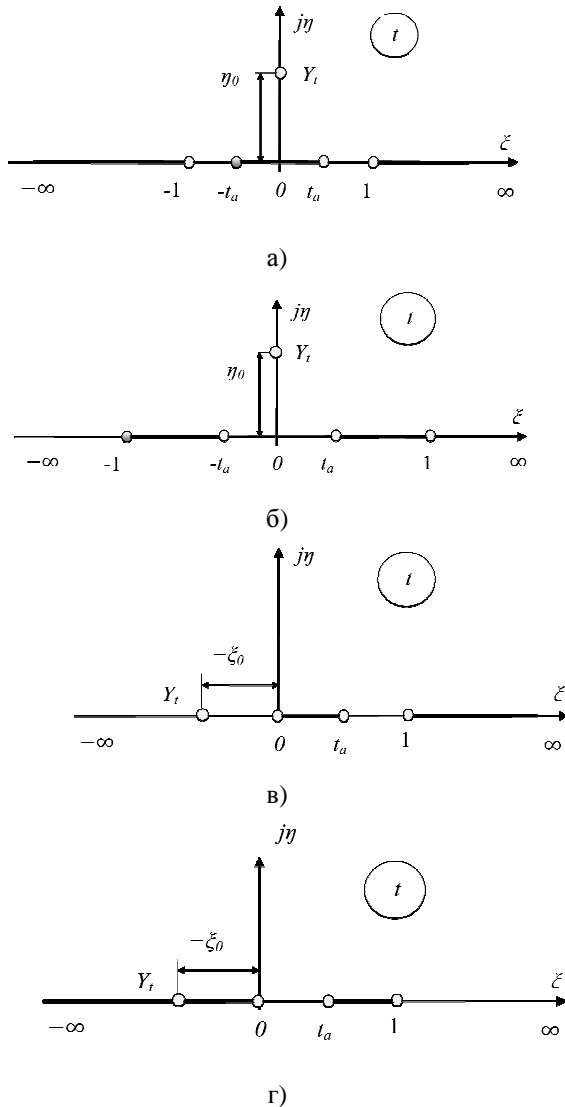 jη
t
η₀
Yₜ
ξ
−∞ -1 -tₐ 0 tₐ 1 ∞
а)
jη
t
Yₜ
η₀
ξ
−∞ -1 -tₐ 0 tₐ 1 ∞
б)
jη
t
−ξ₀
Yₜ
ξ
−∞ 0 tₐ 1 ∞
в)
jη
t
−ξ₀
Yₜ
ξ
−∞ 0 tₐ 1 ∞
г)